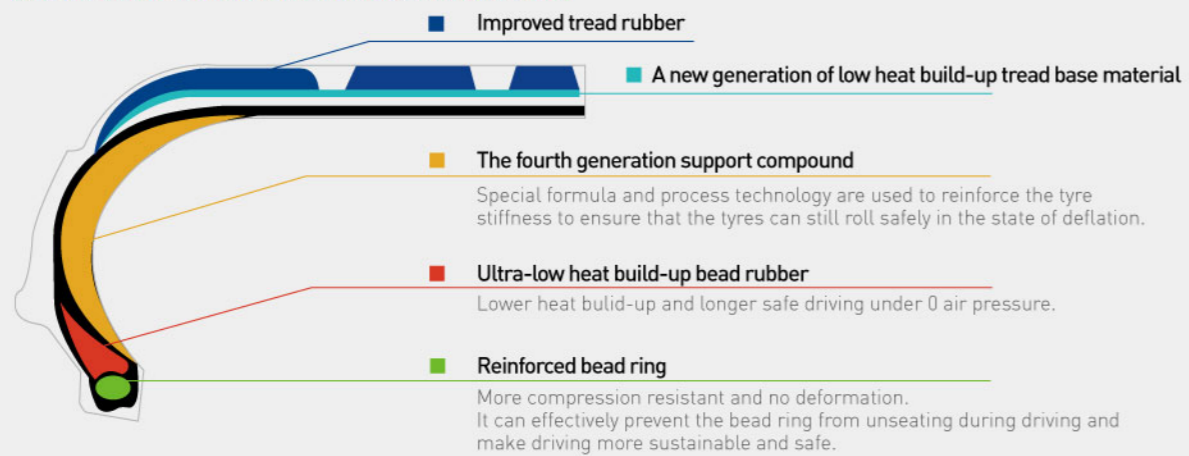 Improved tread rubber
A new generation of low heat build-up tread base material
The fourth generation support compound
Special formula and process technology are used to reinforce the tyre
stiffness to ensure that the tyres can still roll safely in the state of deflation.
Ultra-low heat build-up bead rubber
Lower heat bulid-up and longer safe driving under 0 air pressure.
Reinforced bead ring
More compression resistant and no deformation.
It can effectively prevent the bead ring from unseating during driving and
make driving more sustainable and safe.